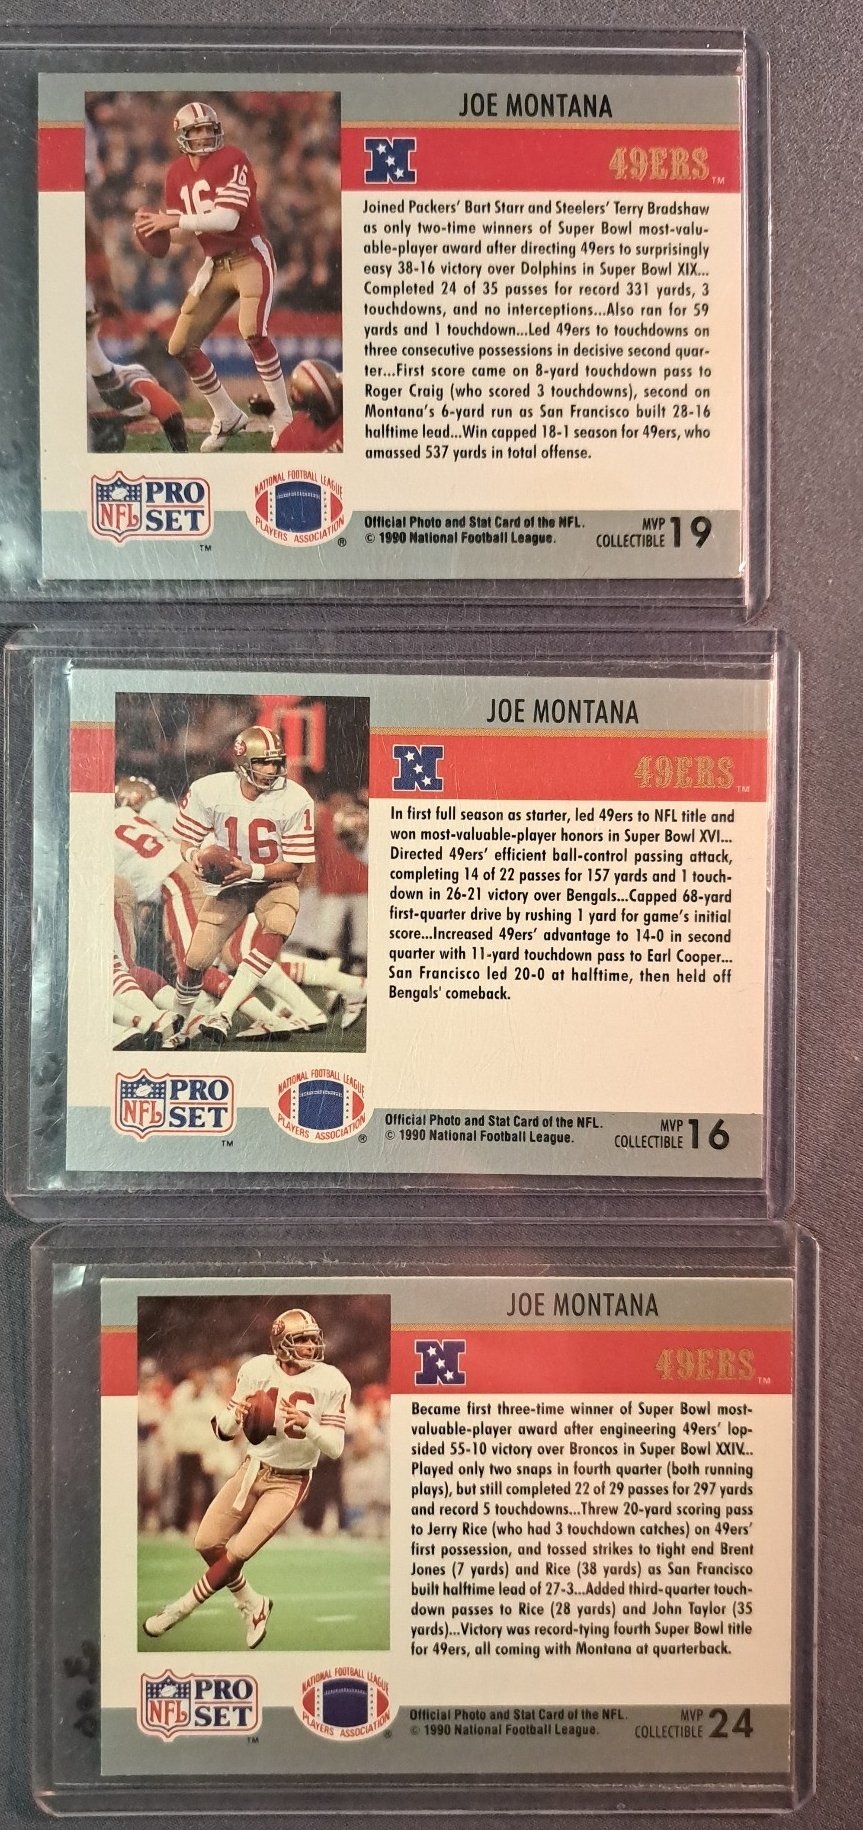 JOE MONTANA
49ERS
TM
Joined Packers' Bart Starr and Steelers' Terry Bradshaw
as only two-time winners of Super Bowl most-valu-
able-player award after directing 49ers to surprisingly
easy 38-16 victory over Dolphins in Super Bowl XIX...
Completed 24 of 35 passes for record 331 yards, 3
touchdowns, and no interceptions...Also ran for 59
yards and 1 touchdown...Led 49ers to touchdowns on
three consecutive possessions in decisive second quar-
ter...First score came on 8-yard touchdown pass to
Roger Craig (who scored 3 touchdowns), second on
Montana's 6-yard run as San Francisco built 28-16
halftime lead...Win capped 18-1 season for 49ers, who
amassed 537 yards in total offense.
16
16
NFL
PRO
SET
TM
NATIONAL FOOTBALL LEAGUE
PLAYERS ASSOCIATION
®
Official Photo and Stat Card of the NFL.
© 1990 National Football League.
MVP
COLLECTIBLE 19
JOE MONTANA
49ERS
TM
In first full season as starter, led 49ers to NFL title and
won most-valuable-player honors in Super Bowl XVI...
Directed 49ers' efficient ball-control passing attack,
completing 14 of 22 passes for 157 yards and 1 touch-
down in 26-21 victory over Bengals...Capped 68-yard
first-quarter drive by rushing 1 yard for game's initial
score...Increased 49ers' advantage to 14-0 in second
quarter with 11-yard touchdown pass to Earl Cooper...
San Francisco led 20-0 at halftime, then held off
Bengals' comeback.
16
NFL
PRO
SET
TM
NATIONAL FOOTBALL LEAGUE
PLAYERS ASSOCIATION
®
Official Photo and Stat Card of the NFL.
© 1990 National Football League.
MVP
COLLECTIBLE 16
JOE MONTANA
49ERS
TM
Became first three-time winner of Super Bowl most-
valuable-player award after engineering 49ers' lop-
sided 55-10 victory over Broncos in Super Bowl XXIV...
Played only two snaps in fourth quarter (both running
plays), but still completed 22 of 29 passes for 297 yards
and record 5 touchdowns...Threw 20-yard scoring pass
to Jerry Rice (who had 3 touchdown catches) on 49ers'
first possession, and tossed strikes to tight end Brent
Jones (7 yards) and Rice (38 yards) as San Francisco
built halftime lead of 27-3...Added third-quarter touch-
down passes to Rice (28 yards) and John Taylor (35
yards)...Victory was record-tying fourth Super Bowl title
for 49ers, all coming with Montana at quarterback.
16
NFL
PRO
SET
TM
NATIONAL FOOTBALL LEAGUE
PLAYERS ASSOCIATION
®
Official Photo and Stat Card of the NFL.
© 1990 National Football League.
MVP
COLLECTIBLE 24